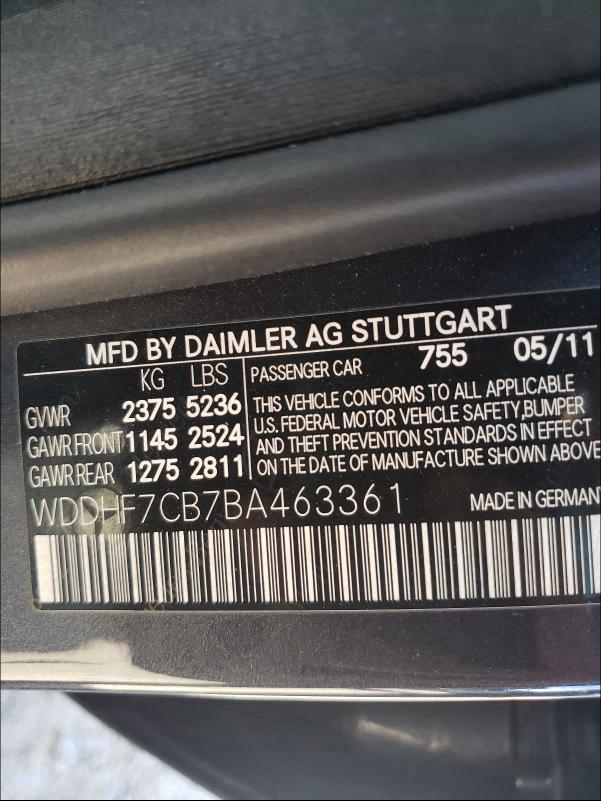 MFD BY DAIMLER AG STUTTGART
KG LBS PASSENGER CAR 755 05/11
GVWR 2375 5236
GAWR FRONT 1145 2524
GAWR REAR 1275 2811
THIS VEHICLE CONFORMS TO ALL APPLICABLE
U.S. FEDERAL MOTOR VEHICLE SAFETY, BUMPER
AND THEFT PREVENTION STANDARDS IN EFFECT
ON THE DATE OF MANUFACTURE SHOWN ABOVE
WDDHF7CB7BA463361 MADE IN GERMANY